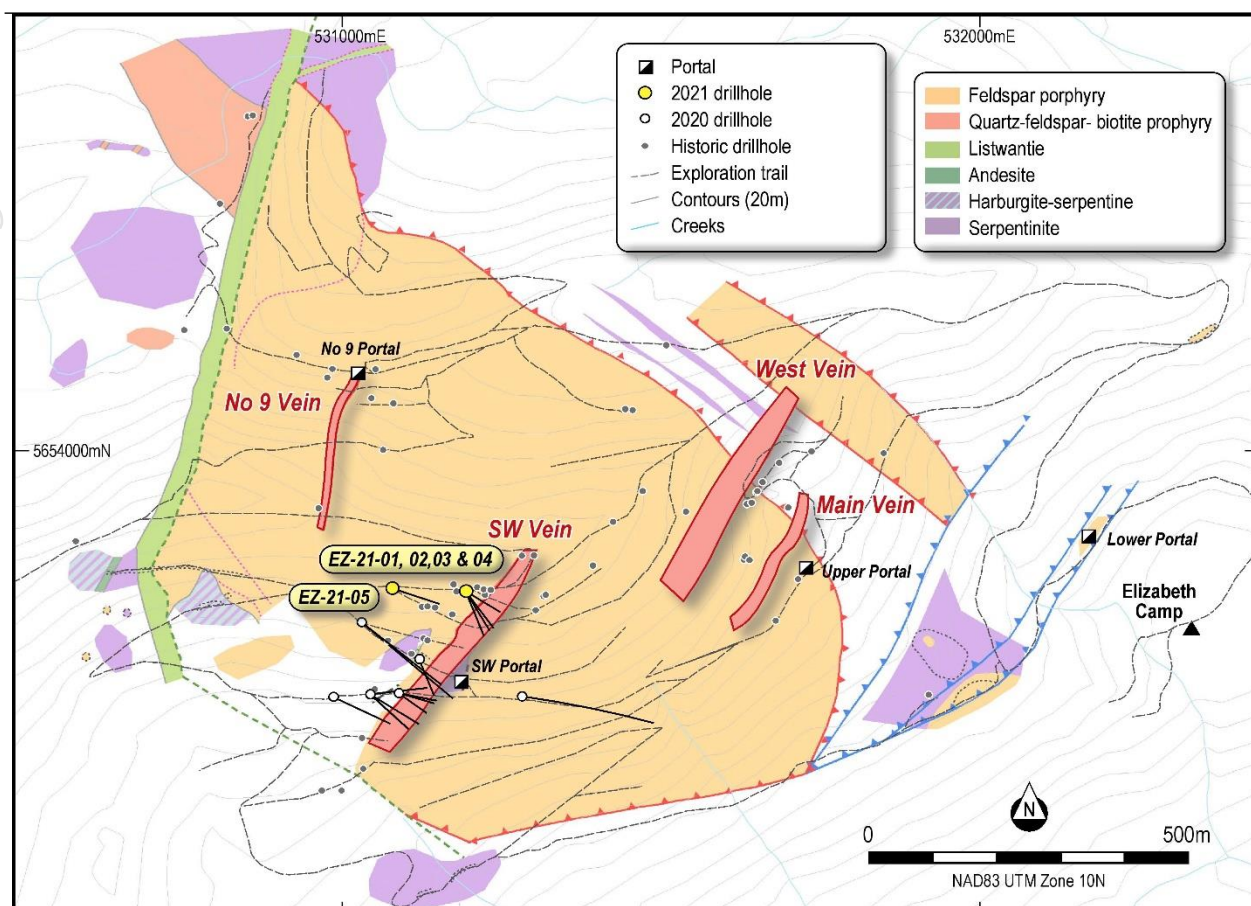 531000mE
532000mE
Portal
2021 drillhole
2020 drillhole
Historic drillhole
Exploration trail
Contours (20m)
Creeks
Feldspar porphyry
Quartz-feldspar- biotite prophyry
Listwantie
Andesite
Harburgite-serpentine
Serpentinite
No 9 Portal
No 9 Vein
West Vein
5654000mN
Main Vein
SW Vein
Lower Portal
EZ-21-01, 02,03 & 04
Upper Portal
EZ-21-05
Elizabeth
Camp
SW Portal
N
0
500m
NAD83 UTM Zone 10N